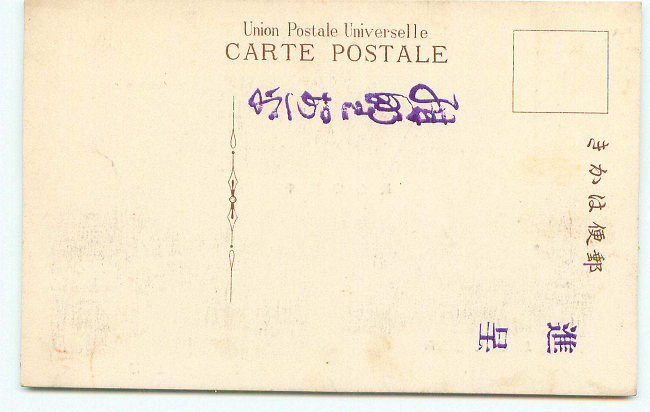 Union Postale Universelle
CARTE POSTALE
郵便はかき
進呈